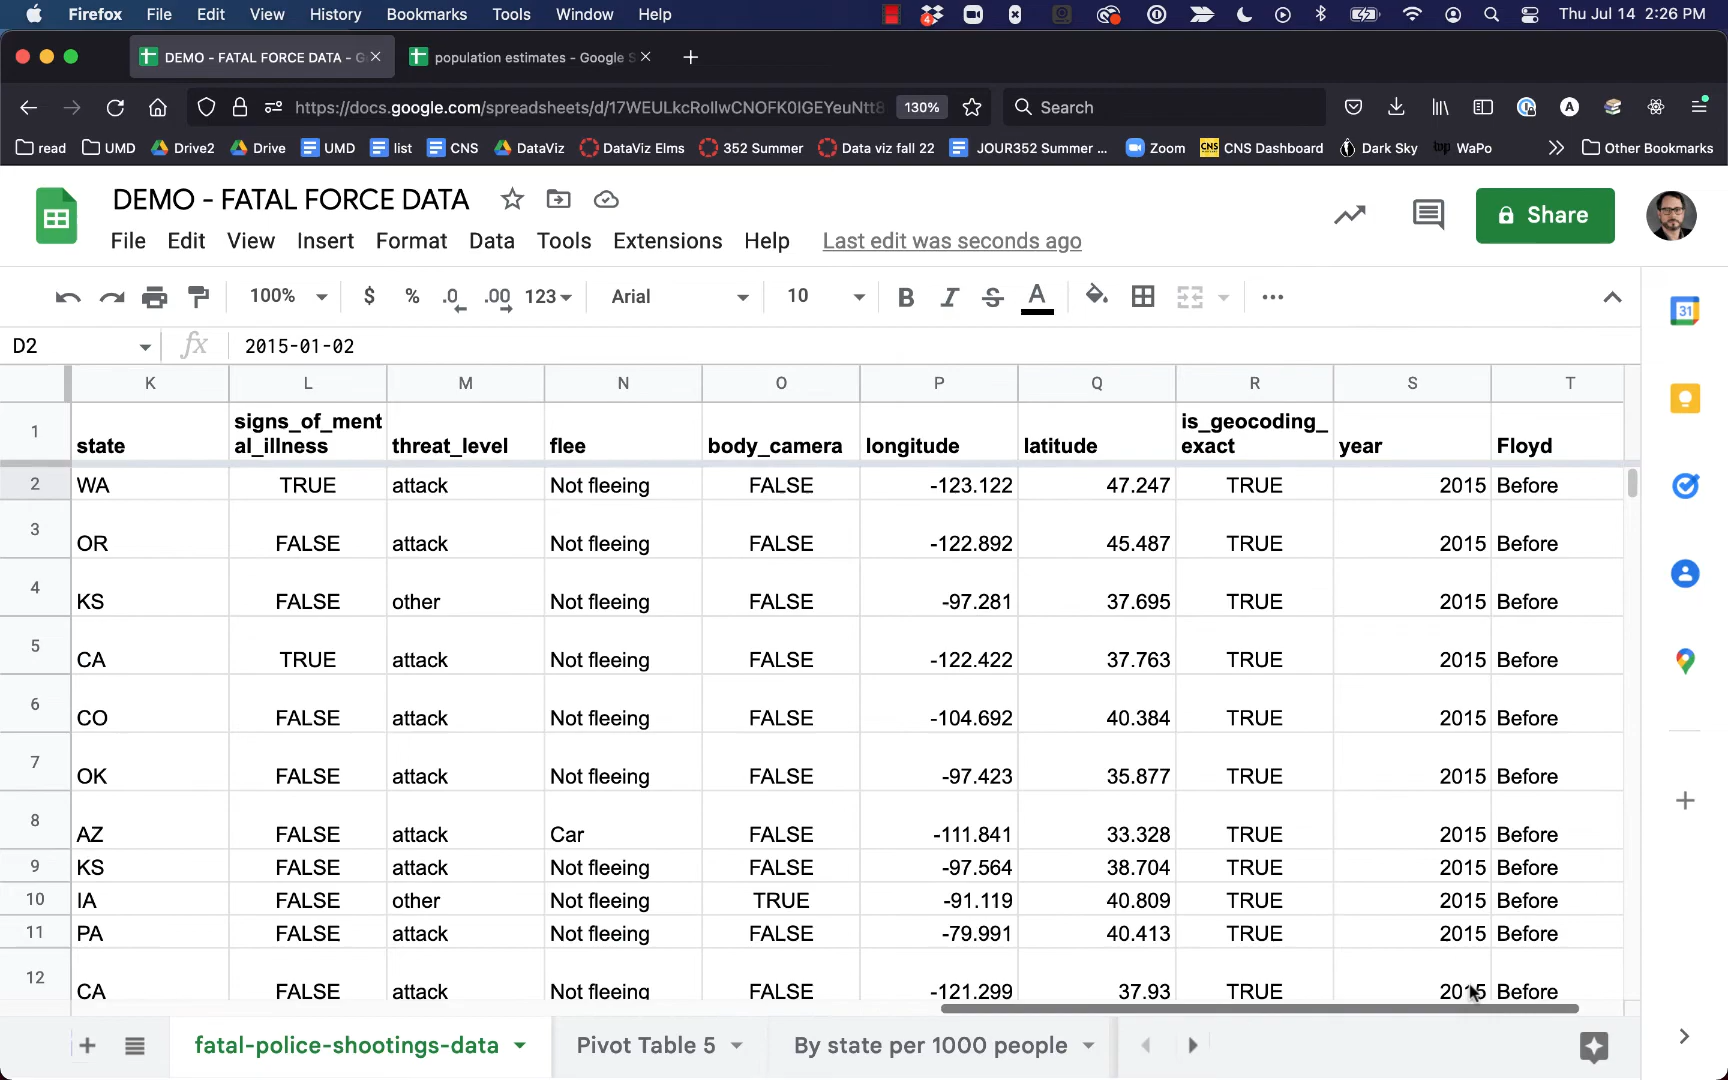 Firefox File Edit View History Bookmarks Tools Window Help Thu Jul 14 2:26 PM
DEMO - FATAL FORCE DATA - G population estimates - Google S
https://docs.google.com/spreadsheets/d/17WEULkcRollwCNOFK0IGEYeuNtt8 130% Search
read UMD Drive2 Drive UMD list CNS DataViz DataViz Elms 352 Summer Data viz fall 22 JOUR352 Summer ... Zoom CNS Dashboard Dark Sky WaPo Other Bookmarks
DEMO - FATAL FORCE DATA
Share
File Edit View Insert Format Data Tools Extensions Help Last edit was seconds ago
100% $ % .0 .00 123 Arial 10 B I S A
31
D2 fx 2015-01-02
K L M N O P Q R S T
1 state signs_of_mental_illness threat_level flee body_camera longitude latitude is_geocoding_exact year Floyd
2 WA TRUE attack Not fleeing FALSE -123.122 47.247 TRUE 2015 Before
3 OR FALSE attack Not fleeing FALSE -122.892 45.487 TRUE 2015 Before
4 KS FALSE other Not fleeing FALSE -97.281 37.695 TRUE 2015 Before
5 CA TRUE attack Not fleeing FALSE -122.422 37.763 TRUE 2015 Before
6 CO FALSE attack Not fleeing FALSE -104.692 40.384 TRUE 2015 Before
7 OK FALSE attack Not fleeing FALSE -97.423 35.877 TRUE 2015 Before
8 AZ FALSE attack Car FALSE -111.841 33.328 TRUE 2015 Before
9 KS FALSE attack Not fleeing FALSE -97.564 38.704 TRUE 2015 Before
10 IA FALSE other Not fleeing TRUE -91.119 40.809 TRUE 2015 Before
11 PA FALSE attack Not fleeing FALSE -79.991 40.413 TRUE 2015 Before
12 CA FALSE attack Not fleeing FALSE -121.299 37.93 TRUE 2015 Before
fatal-police-shootings-data Pivot Table 5 By state per 1000 people